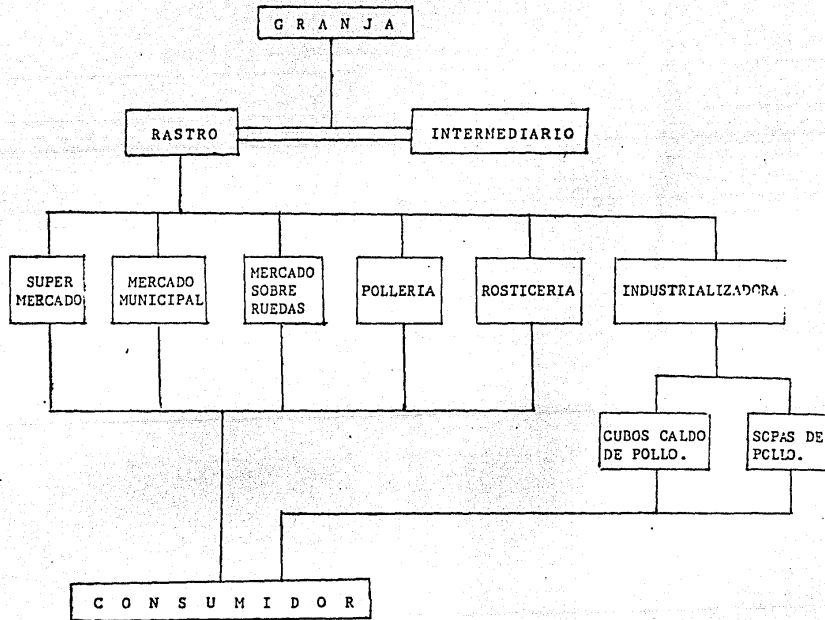 G R A N J A
RASTRO
INTERMEDIARIO
SUPER
MERCADO
MERCADO
MUNICIPAL
MERCADO
SOBRE
RUEDAS
POLLERIA
ROSTICERIA
INDUSTRIALIZADORA
CUBOS CALDO
DE POLLO.
SOPAS DE
POLLO.
C O N S U M I D O R